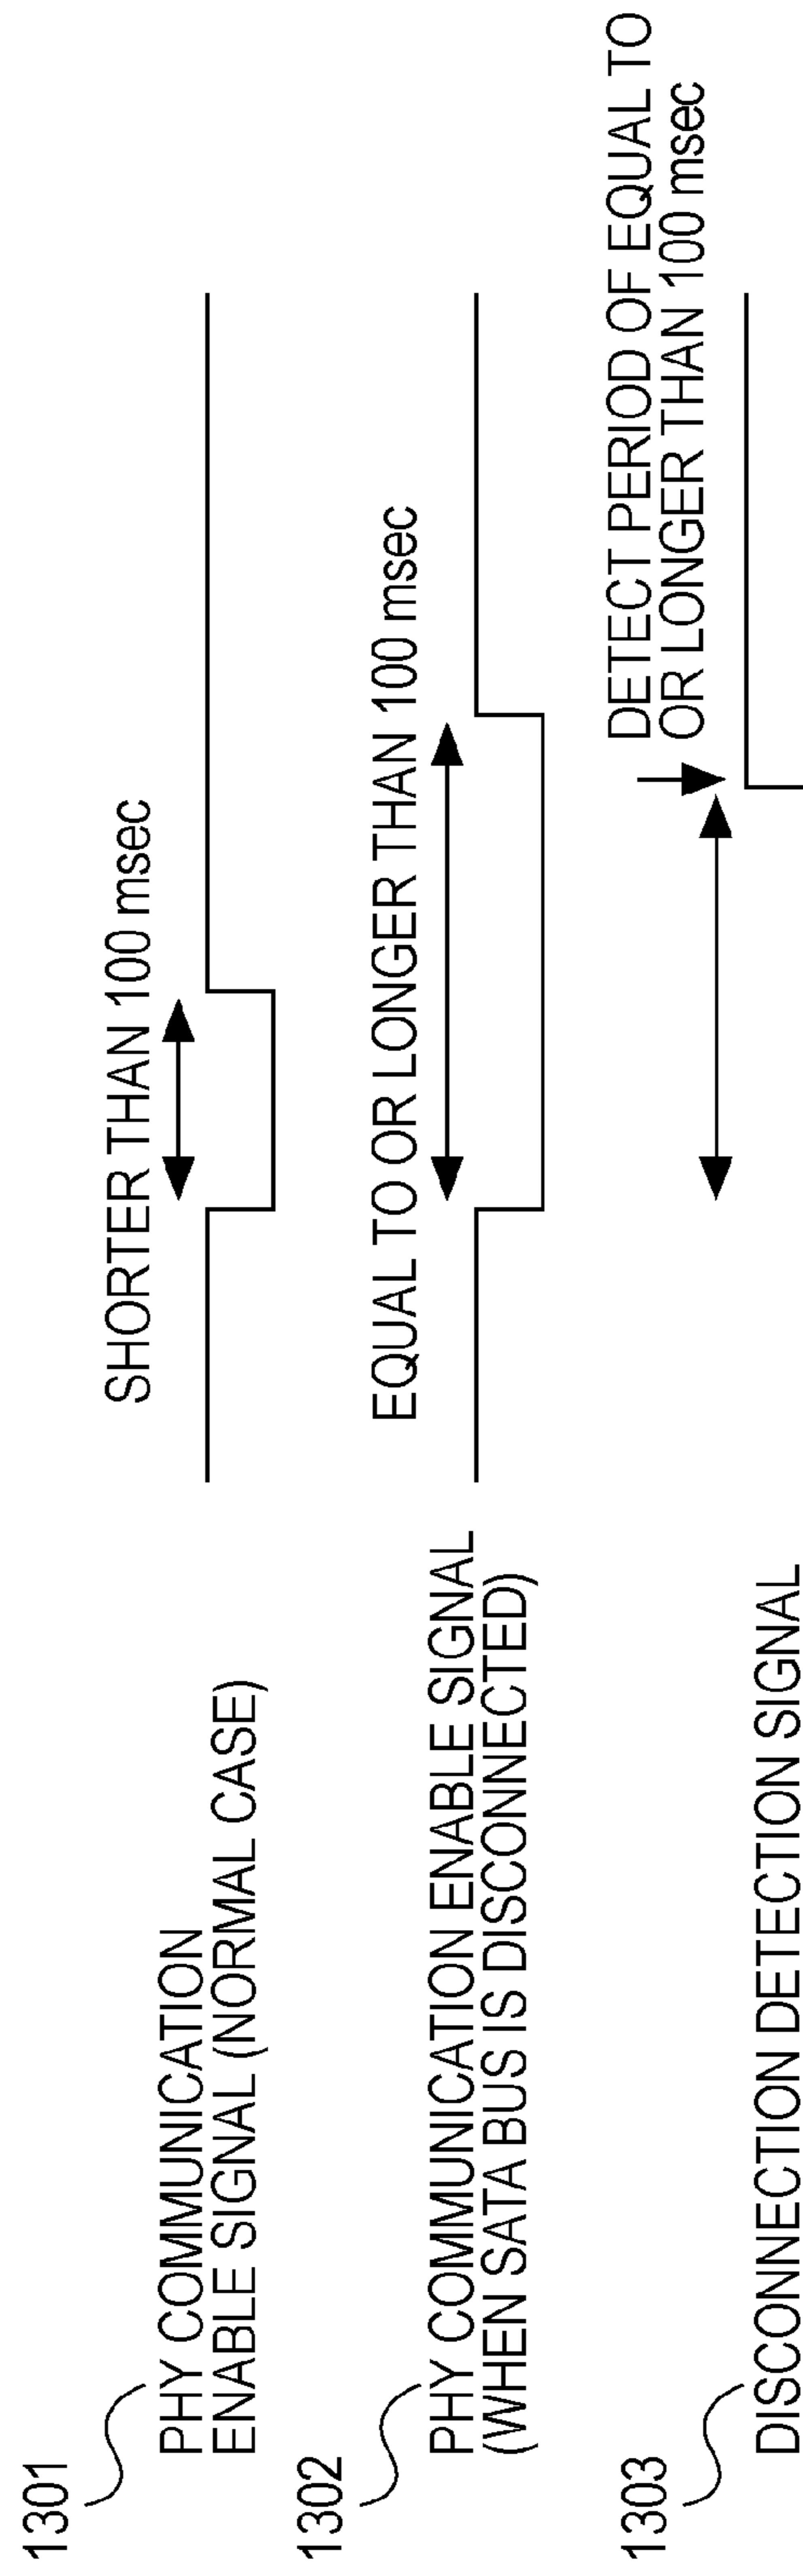 1301
PHY COMMUNICATION
ENABLE SIGNAL (NORMAL CASE)
SHORTER THAN 100 msec
1302
PHY COMMUNICATION ENABLE SIGNAL
(WHEN SATA BUS IS DISCONNECTED)
EQUAL TO OR LONGER THAN 100 msec
1303
DISCONNECTION DETECTION SIGNAL
DETECT PERIOD OF EQUAL TO
OR LONGER THAN 100 msec